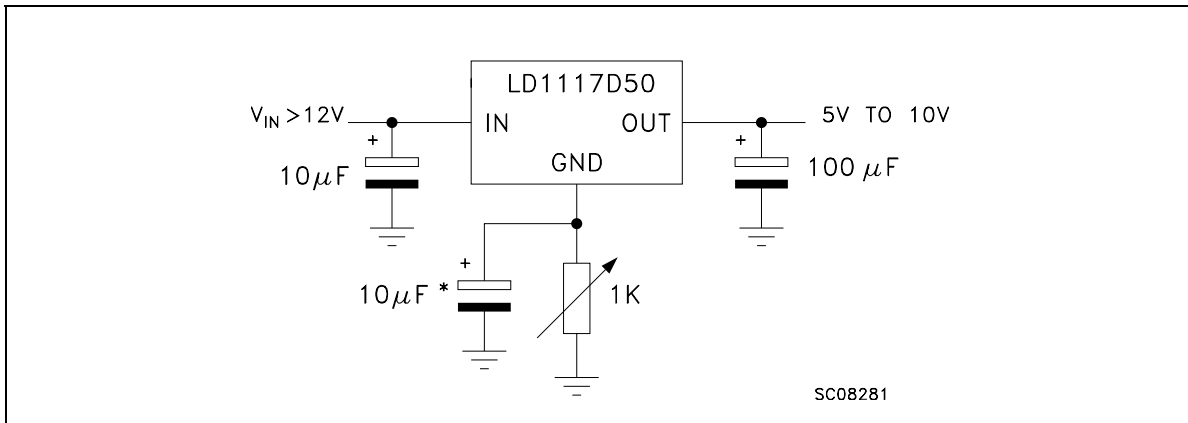 LD1117D50
V_IN >12V
IN
OUT
5V TO 10V
+
+
GND
10μF
100 μF
+
10μF *
1K
SC08281